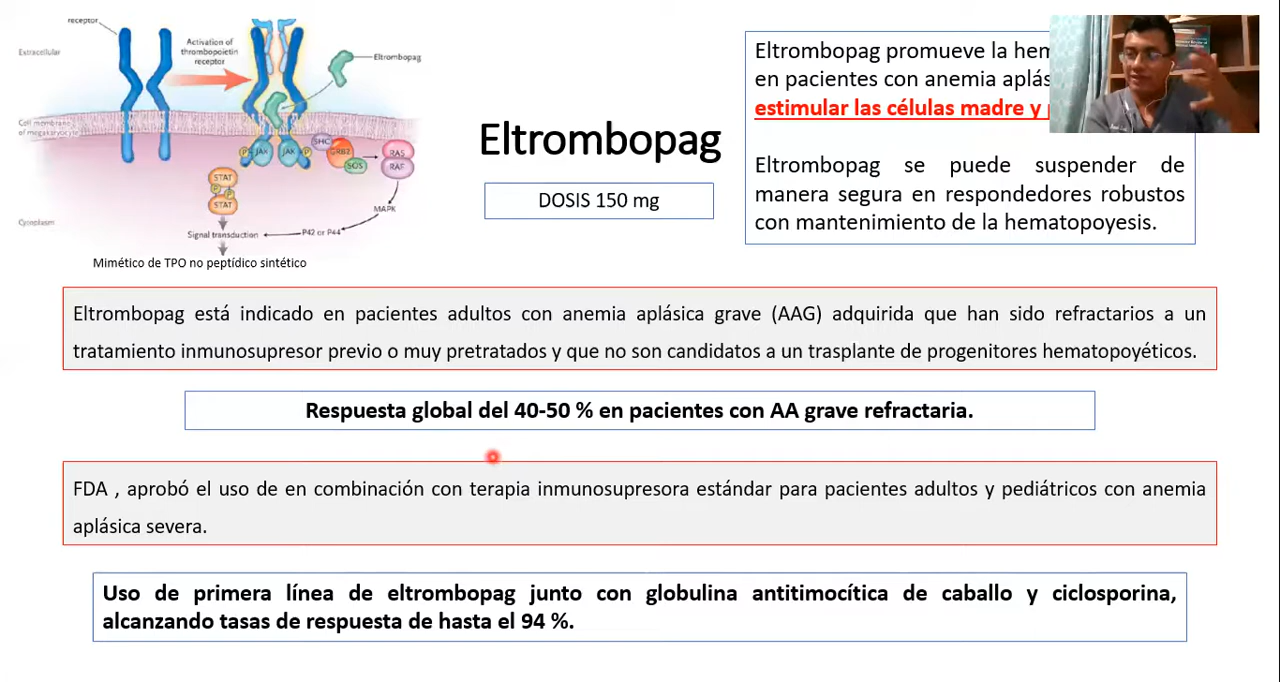 receptor
Extracellular
Activation of
thrombopoietin
receptor
Eltrombopag
Cell membrane
of megakaryocyte
P
JAK
JAK
P
SHC
GRB2
SOS
RAS
RAF
STAT
P
P
STAT
MAPK
Cytoplasm
Signal transduction
P42 or P44
Mimético de TPO no peptídico sintético
Eltrombopag
DOSIS 150 mg
Eltrombopag promueve la
en pacientes con anemia
estimular las células madre y
Eltrombopag se puede suspender de
manera segura en respondedores robustos
con mantenimiento de la hematopoyesis.
Eltrombopag está indicado en pacientes adultos con anemia aplásica grave (AAG) adquirida que han sido refractarios a un
tratamiento inmunosupresor previo o muy pretratados y que no son candidatos a un trasplante de progenitores hematopoyéticos.
Respuesta global del 40-50 % en pacientes con AA grave refractaria.
FDA , aprobó el uso de en combinación con terapia inmunosupresora estándar para pacientes adultos y pediátricos con anemia
aplásica severa.
Uso de primera línea de eltrombopag junto con globulina antitimocítica de caballo y ciclosporina,
alcanzando tasas de respuesta de hasta el 94 %.